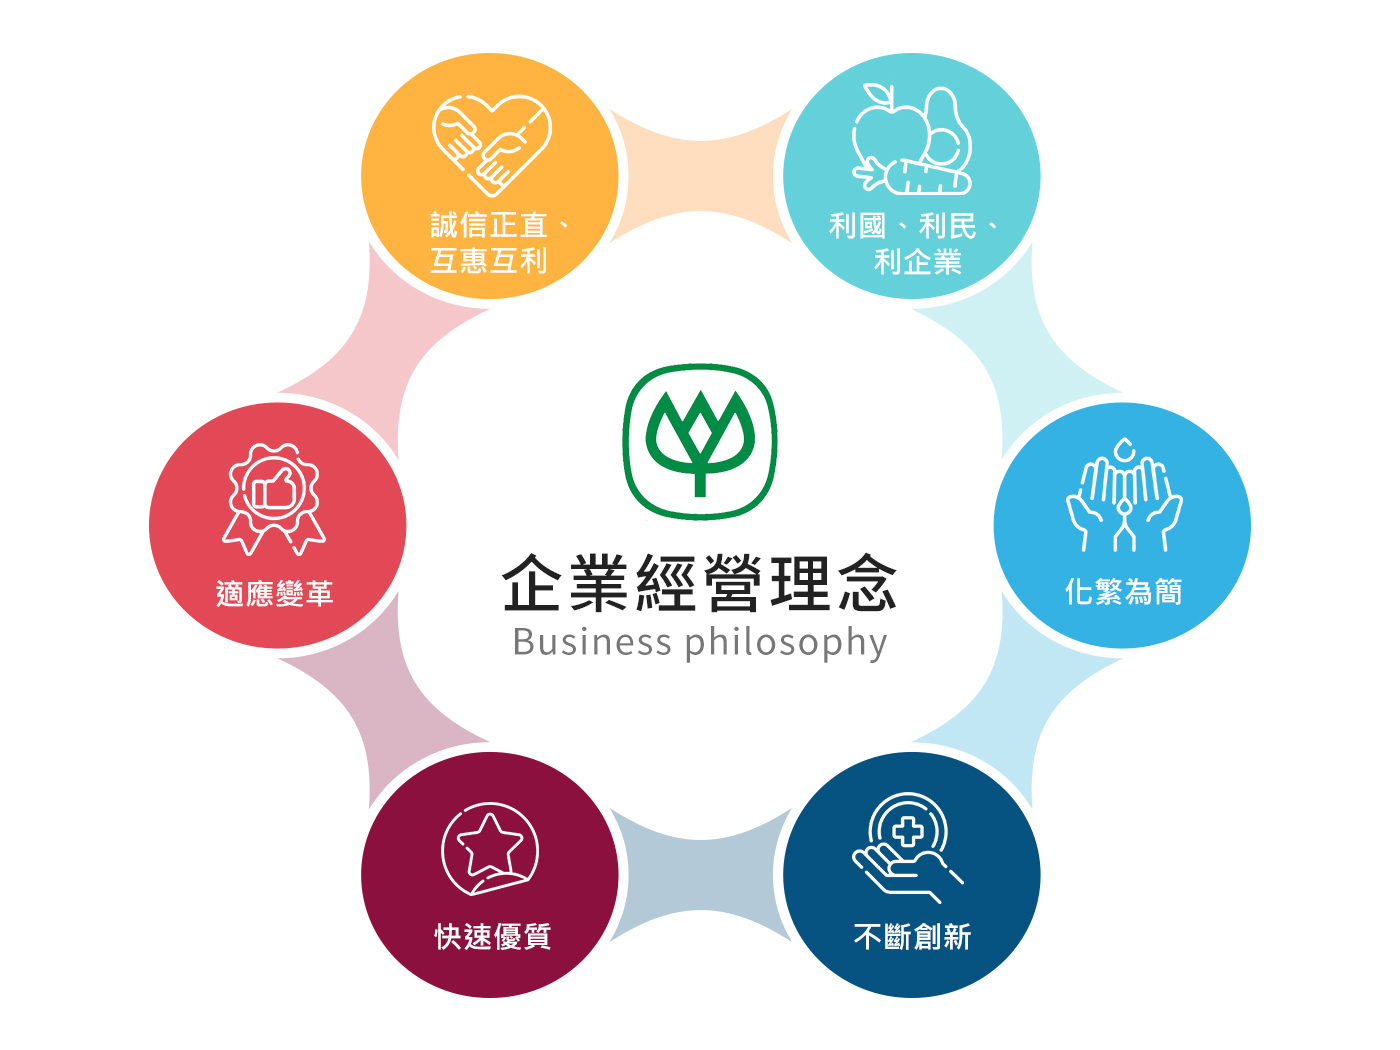 誠信正直、
互惠互利
利國、利民、
利企業
適應變革
企業經營理念
Business philosophy
化繁為簡
快速優質
不斷創新